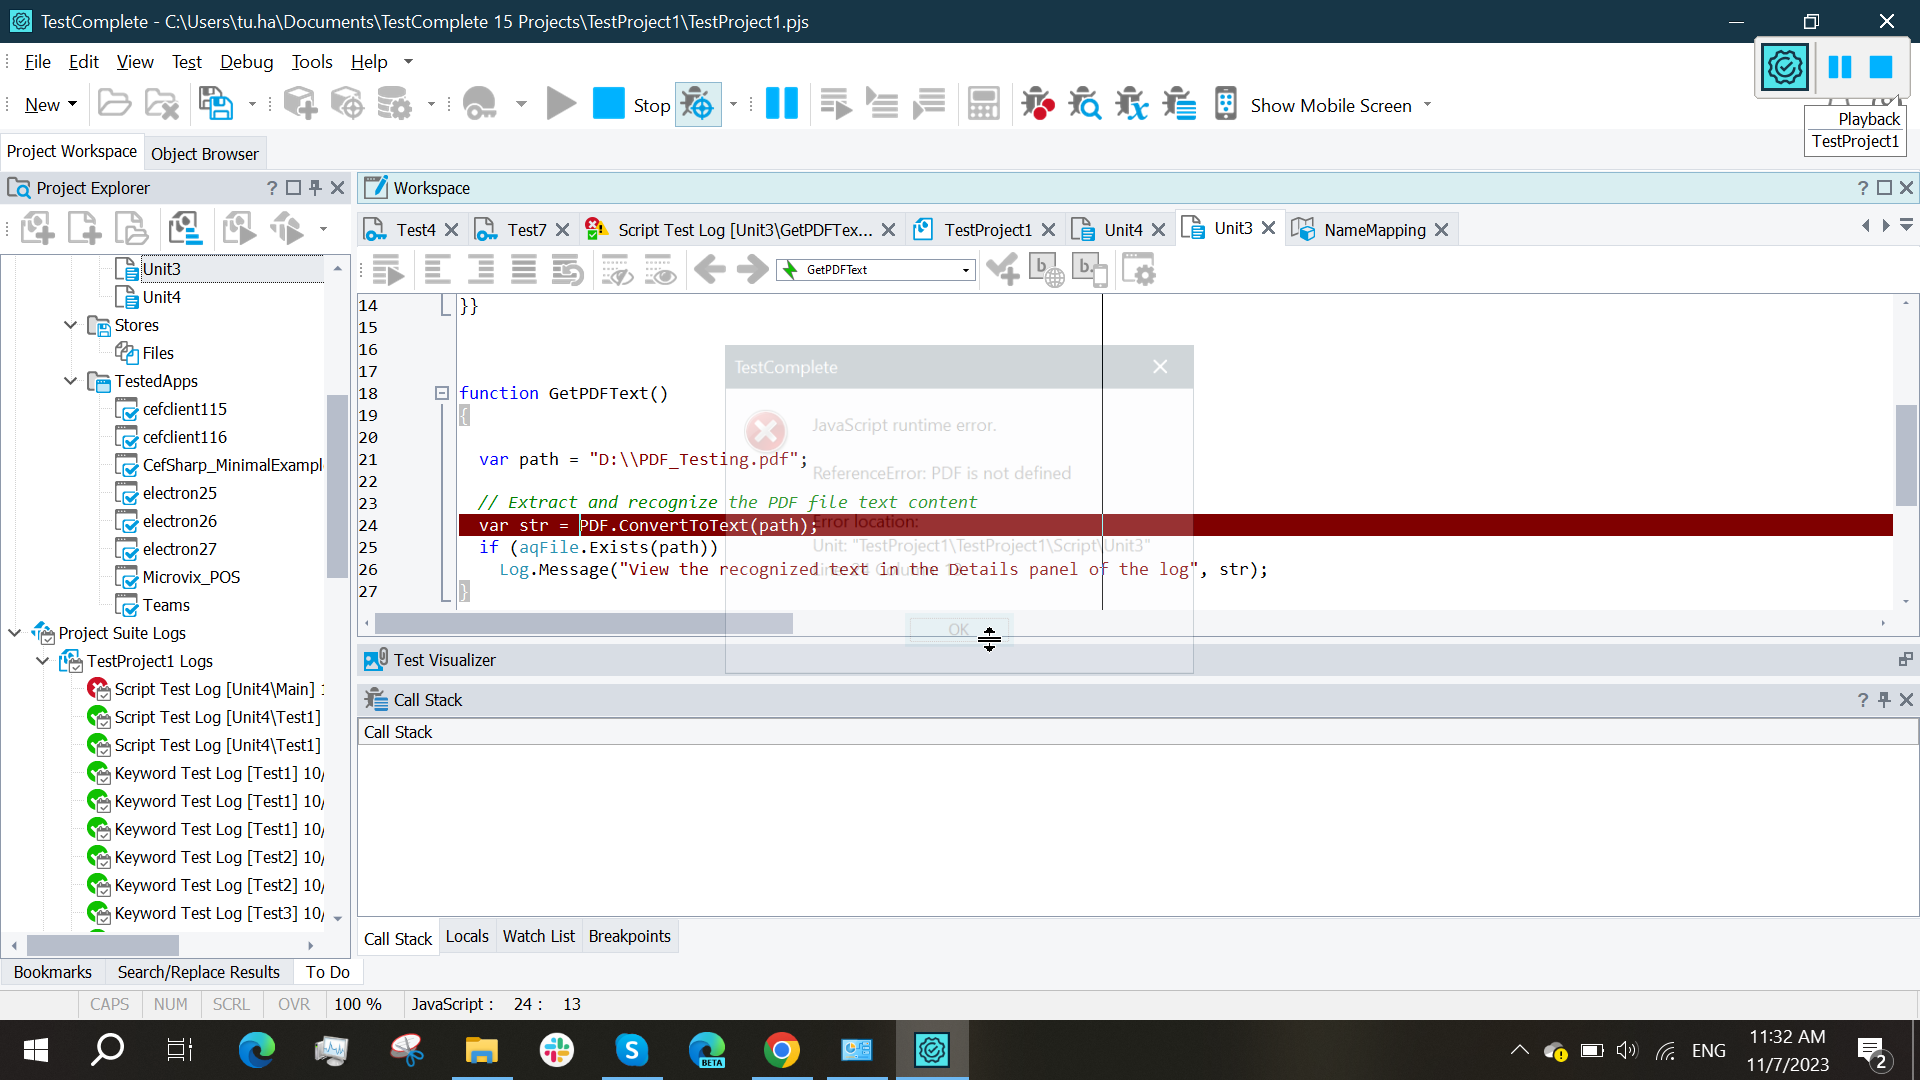 TestComplete - C:\Users\tu.ha\Documents\TestComplete 15 Projects\TestProject1\TestProject1.pjs
File Edit View Test Debug Tools Help
New Stop Show Mobile Screen
Playback
TestProject1
Project Workspace Object Browser
Project Explorer
Workspace
Test4 Test7 Script Test Log [Unit3\GetPDFTex... TestProject1 Unit4 Unit3 NameMapping
GetPDFText
Unit3
Unit4
Stores
Files
TestedApps
cefclient115
cefclient116
CefSharp_MinimalExampl
electron25
electron26
electron27
Microvix_POS
Teams
Project Suite Logs
TestProject1 Logs
Script Test Log [Unit4\Main]
Script Test Log [Unit4\Test1]
Script Test Log [Unit4\Test1]
Keyword Test Log [Test1] 10/
Keyword Test Log [Test1] 10/
Keyword Test Log [Test1] 10/
Keyword Test Log [Test2] 10/
Keyword Test Log [Test2] 10/
Keyword Test Log [Test3] 10/
14 }}
15
16
17
18 function GetPDFText()
19 {
20
21 var path = "D:\\PDF_Testing.pdf";
22
23 // Extract and recognize the PDF file text content
24 var str = PDF.ConvertToText(path);
25 if (aqFile.Exists(path))
26 Log.Message("View the recognized text in the Details panel of the log", str);
27 }
TestComplete
JavaScript runtime error.
ReferenceError: PDF is not defined
Error location:
Unit: "TestProject1\TestProject1\Script\Unit3"
OK
Test Visualizer
Call Stack
Call Stack
Call Stack Locals Watch List Breakpoints
Bookmarks Search/Replace Results To Do
CAPS NUM SCRL OVR 100 % JavaScript : 24 : 13
BETA
ENG
11:32 AM
11/7/2023
2